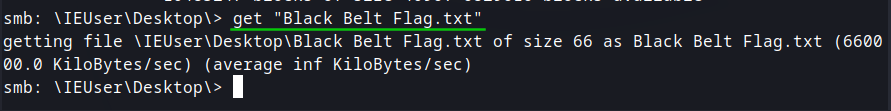 smb: \IEUser\Desktop\> get "Black Belt Flag.txt"
getting file \IEUser\Desktop\Black Belt Flag.txt of size 66 as Black Belt Flag.txt (6600
00.0 KiloBytes/sec) (average inf KiloBytes/sec)
smb: \IEUser\Desktop\>